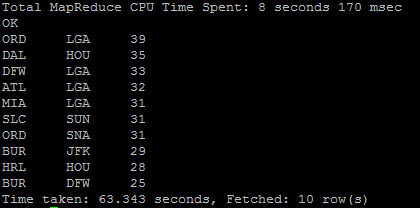 Total MapReduce CPU Time Spent: 8 seconds 170 msec
OK
ORD LGA 39
DAL HOU 35
DFW LGA 33
ATL LGA 32
MIA LGA 31
SLC SUN 31
ORD SNA 31
BUR JFK 29
HRL HOU 28
BUR DFW 25
Time taken: 63.343 seconds, Fetched: 10 row(s)